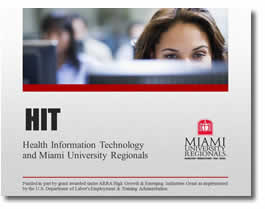 HIT
Health Information Technology
and Miami University Regionals
MIAMI
UNIVERSITY
REGIONALS
Funded in part by grant awarded under ARRA High Growth & Emerging Industries Grant as implemented
by the U.S. Department of Labor's Employment & Training Administration.